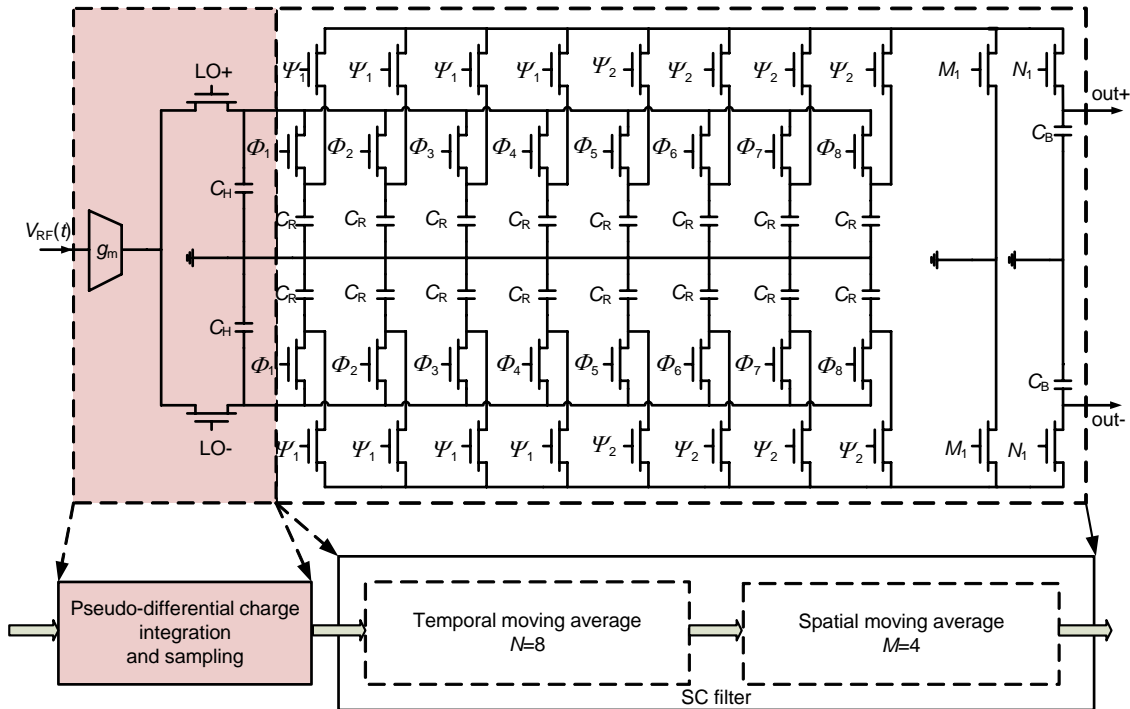 Ψ1 Ψ1 Ψ1 Ψ1 Ψ2 Ψ2 Ψ2 Ψ2 M1 N1
LO+
out+
Φ1 Φ2 Φ3 Φ4 Φ5 Φ6 Φ7 Φ8
CB
CH
CR CR CR CR CR CR CR CR
VRF(t)
gm
CR CR CR CR CR CR CR CR
CH
Φ1 Φ2 Φ3 Φ4 Φ5 Φ6 Φ7 Φ8
CB
out-
LO-
Ψ1 Ψ1 Ψ1 Ψ1 Ψ2 Ψ2 Ψ2 Ψ2 M1 N1
Pseudo-differential charge
integration
and sampling
Temporal moving average
N=8
Spatial moving average
M=4
SC filter